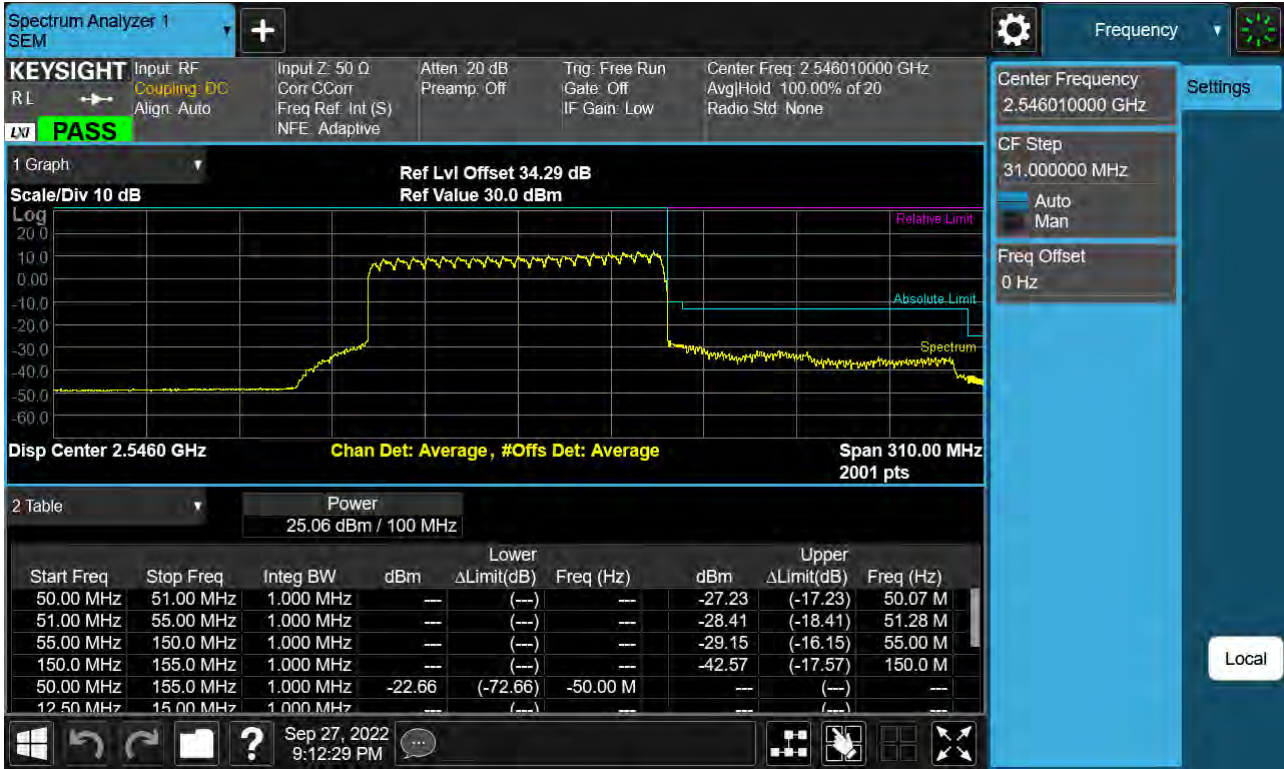 Spectrum Analyzer 1
SEM
Frequency
KEYSIGHT
R L
LXI
PASS
Input: RF
Coupling: DC
Align: Auto
Input Z: 50 Ω
Corr CCorr
Freq Ref: Int (S)
NFE: Adaptive
Atten: 20 dB
Preamp: Off
Trig: Free Run
Gate: Off
IF Gain: Low
Center Freq: 2.546010000 GHz
Avg|Hold: 100.00% of 20
Radio Std: None
Center Frequency
2.546010000 GHz
Settings
CF Step
31.000000 MHz
Auto
Man
Freq Offset
0 Hz
1 Graph
Scale/Div 10 dB
Ref Lvl Offset 34.29 dB
Ref Value 30.0 dBm
Log
20.0
10.0
0.00
-10.0
-20.0
-30.0
-40.0
-50.0
-60.0
Relative Limit
Absolute Limit
Spectrum
Disp Center 2.5460 GHz
Chan Det: Average , #Offs Det: Average
Span 310.00 MHz
2001 pts
2 Table
Power
25.06 dBm / 100 MHz
Lower Upper
Start Freq Stop Freq Integ BW dBm ΔLimit(dB) Freq (Hz) dBm ΔLimit(dB) Freq (Hz)
50.00 MHz 51.00 MHz 1.000 MHz --- (---) --- -27.23 (-17.23) 50.07 M
51.00 MHz 55.00 MHz 1.000 MHz --- (---) --- -28.41 (-18.41) 51.28 M
55.00 MHz 150.0 MHz 1.000 MHz --- (---) --- -29.15 (-16.15) 55.00 M
150.0 MHz 155.0 MHz 1.000 MHz --- (---) --- -42.57 (-17.57) 150.0 M
50.00 MHz 155.0 MHz 1.000 MHz -22.66 (-72.66) -50.00 M --- (---) ---
12.50 MHz 15.00 MHz 1.000 MHz --- (---) --- --- (---) ---
Local
?
Sep 27, 2022
9:12:29 PM